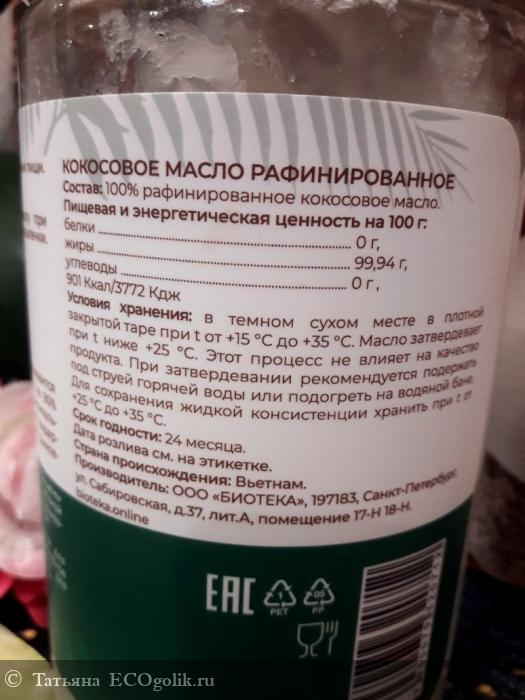 пищи.
КОКОСОВОЕ МАСЛО РАФИНИРОВАННОЕ
Состав: 100% рафинированное кокосовое масло.
Пищевая и энергетическая ценность на 100 г:
белки ........ 0 г,
жиры ........ 99,94 г,
углеводы ........ 0 г,
901 Ккал/3772 Кдж
Условия хранения: в темном сухом месте в плотной
закрытой таре при t от +15 °C до +35 °C. Масло затвердевает
при t ниже +25 °C. Этот процесс не влияет на качество
продукта. При затвердевании рекомендуется подержать
под струей горячей воды или подогреть на водяной бане.
Для сохранения жидкой консистенции хранить при t от
+25 °C до +35 °C.
Срок годности: 24 месяца.
Дата розлива см. на этикетке.
Страна происхождения: Вьетнам.
Производитель: ООО «БИОТЕКА», 197183, Санкт-Петербург,
ул. Сабировская, д.37, лит.А, помещение 17-Н 18-Н.
bioteka.online
EAC
1 05
PET PP
© Татьяна ECOgolik.ru